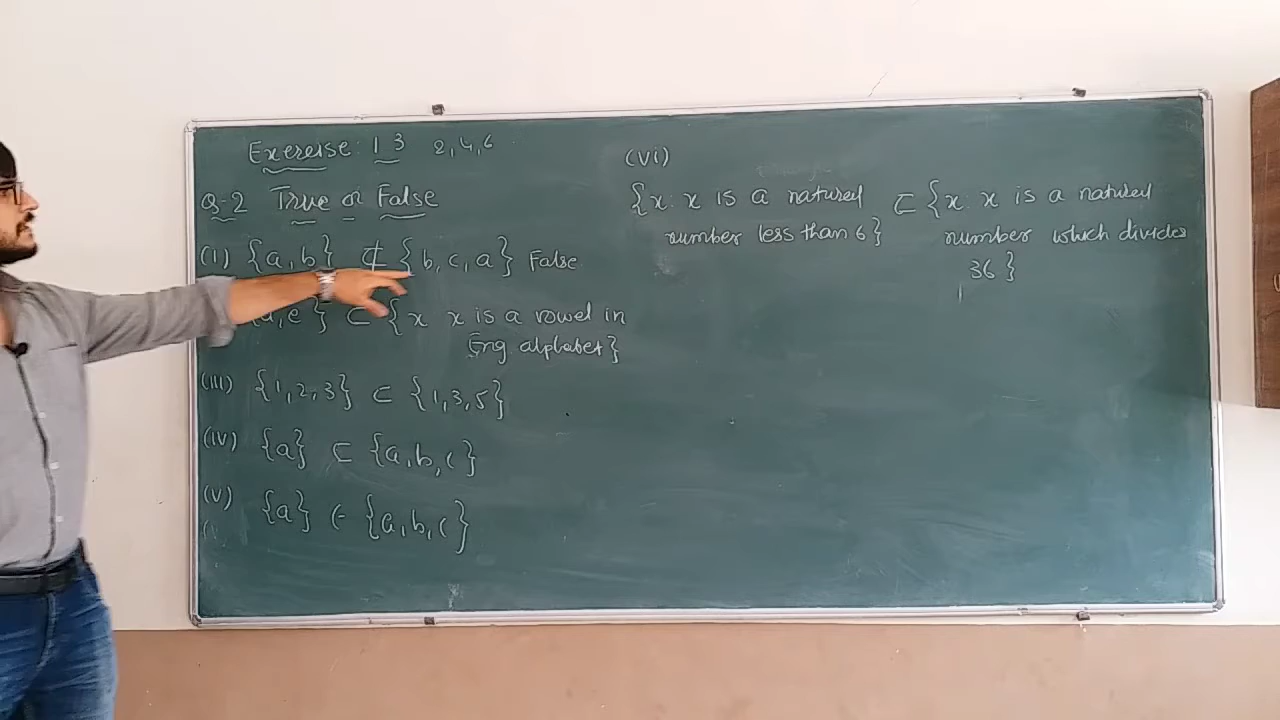 Exercise: 1 3 2,4,6
Q-2 True or False
(I) {a,b} ⊄ {b,c,a} False
{a,e} ⊂ {x x is a vowel in
Eng alphabet}
(III) {1,2,3} ⊂ {1,3,5}
(IV) {a} ⊂ {a,b,c}
(V) {a} ∈ {a,b,c}
(Vi)
{x: x is a natural ⊂ {x: x is a natural
number less than 6} number which divides
36}